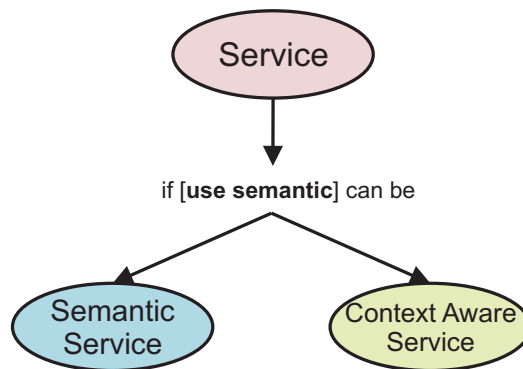 Service
if [use semantic] can be
Semantic
Service
Context Aware
Service